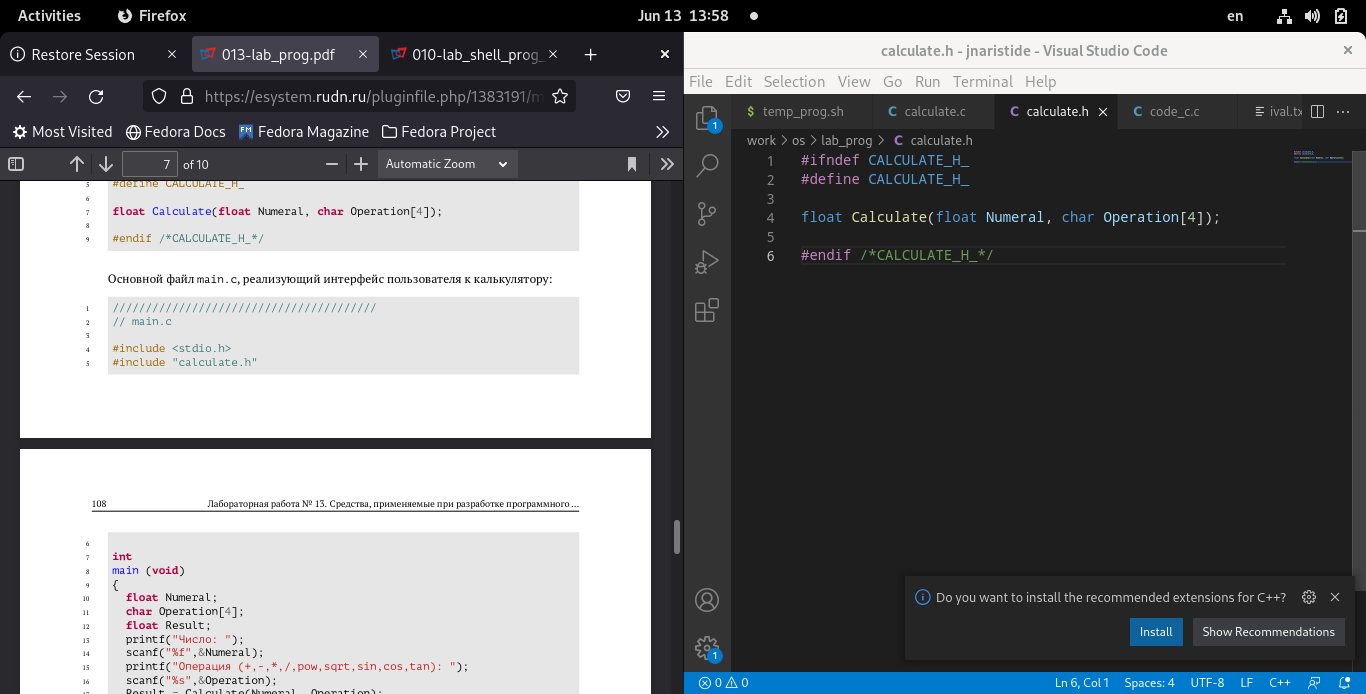 Activities Firefox Jun 13 13:58 en
Restore Session 013-lab_prog.pdf 010-lab_shell_prog_
https://esystem.rudn.ru/pluginfile.php/1383191/m
Most Visited Fedora Docs Fedora Magazine Fedora Project
7 of 10 Automatic Zoom
5 #define CALCULATE_H_
6
7 float Calculate(float Numeral, char Operation[4]);
8
9 #endif /*CALCULATE_H_*/
Основной файл main.c, реализующий интерфейс пользователя к калькулятору:
1 ////////////////////////////////////////
2 // main.c
3
4 #include <stdio.h>
5 #include "calculate.h"
108 Лабораторная работа № 13. Средства, применяемые при разработке программного ...
6
7 int
8 main (void)
9 {
10 float Numeral;
11 char Operation[4];
12 float Result;
13 printf("Число: ");
14 scanf("%f",&Numeral);
15 printf("Операция (+,-,*,/,pow,sqrt,sin,cos,tan): ");
16 scanf("%s",&Operation);
17 Result = Calculate(Numeral, Operation);
calculate.h - jnaristide - Visual Studio Code
File Edit Selection View Go Run Terminal Help
$ temp_prog.sh C calculate.c C calculate.h C code_c.c ival.tx
work > os > lab_prog > C calculate.h
1 #ifndef CALCULATE_H_
2 #define CALCULATE_H_
3
4 float Calculate(float Numeral, char Operation[4]);
5
6 #endif /*CALCULATE_H_*/
1
Do you want to install the recommended extensions for C++?
Install Show Recommendations
1
0 0 Ln 6, Col 1 Spaces: 4 UTF-8 LF C++